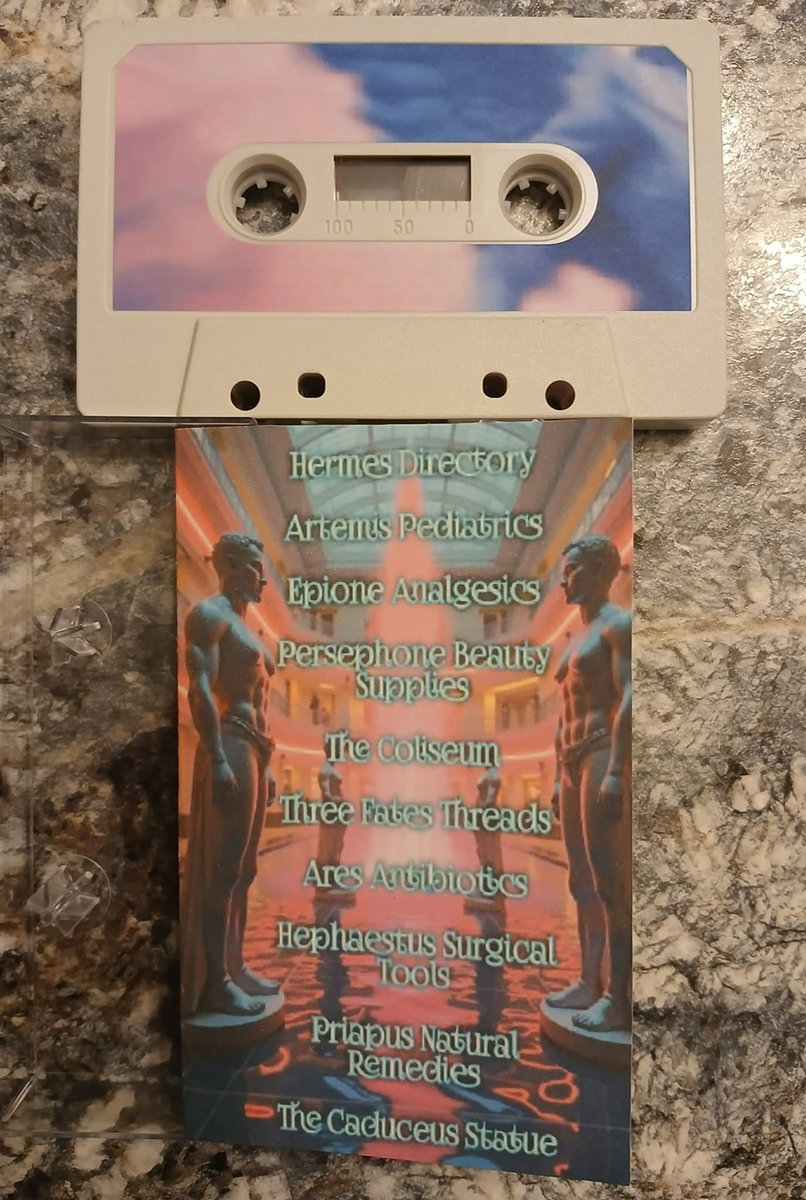 100 50 0
Hermes Directory
Artemis Pediatrics
Epione Analgesics
Persephone Beauty
Supplies
The Coliseum
Three Fates Threads
Ares Antibiotics
Hephaestus Surgical
Tools
Priapus Natural
Remedies
The Caduceus Statue